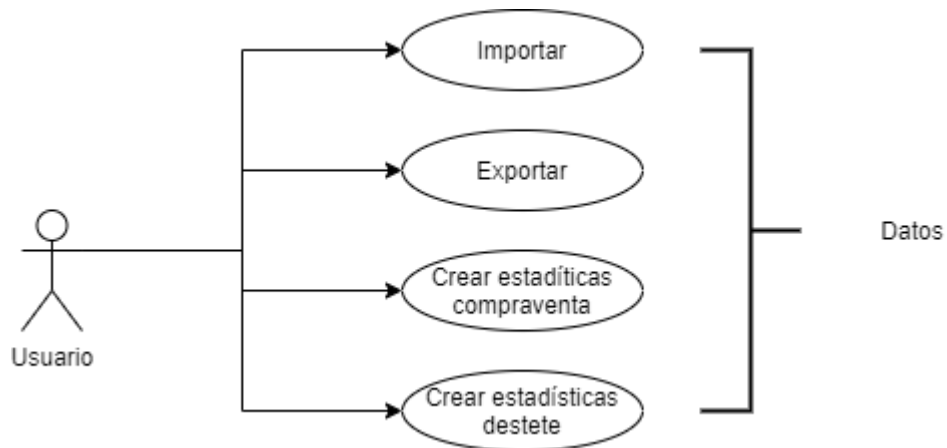 Importar
Exportar
Datos
Crear estadíticas
compraventa
Usuario
Crear estadísticas
destete